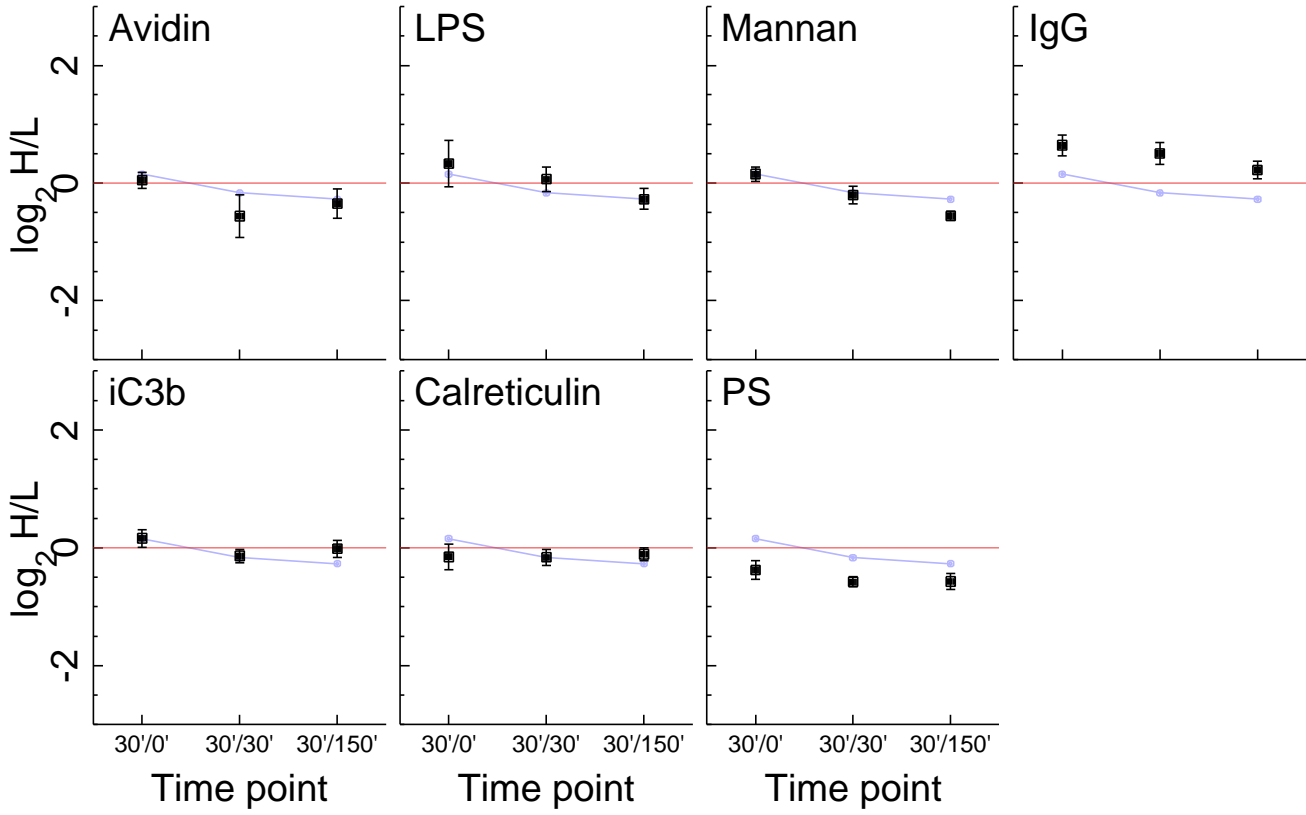 Avidin LPS Mannan IgG
2
0
-2
log2 H/L
iC3b Calreticulin PS
2
0
-2
log2 H/L
30'/0' 30'/30' 30'/150' 30'/0' 30'/30' 30'/150' 30'/0' 30'/30' 30'/150'
Time point Time point Time point